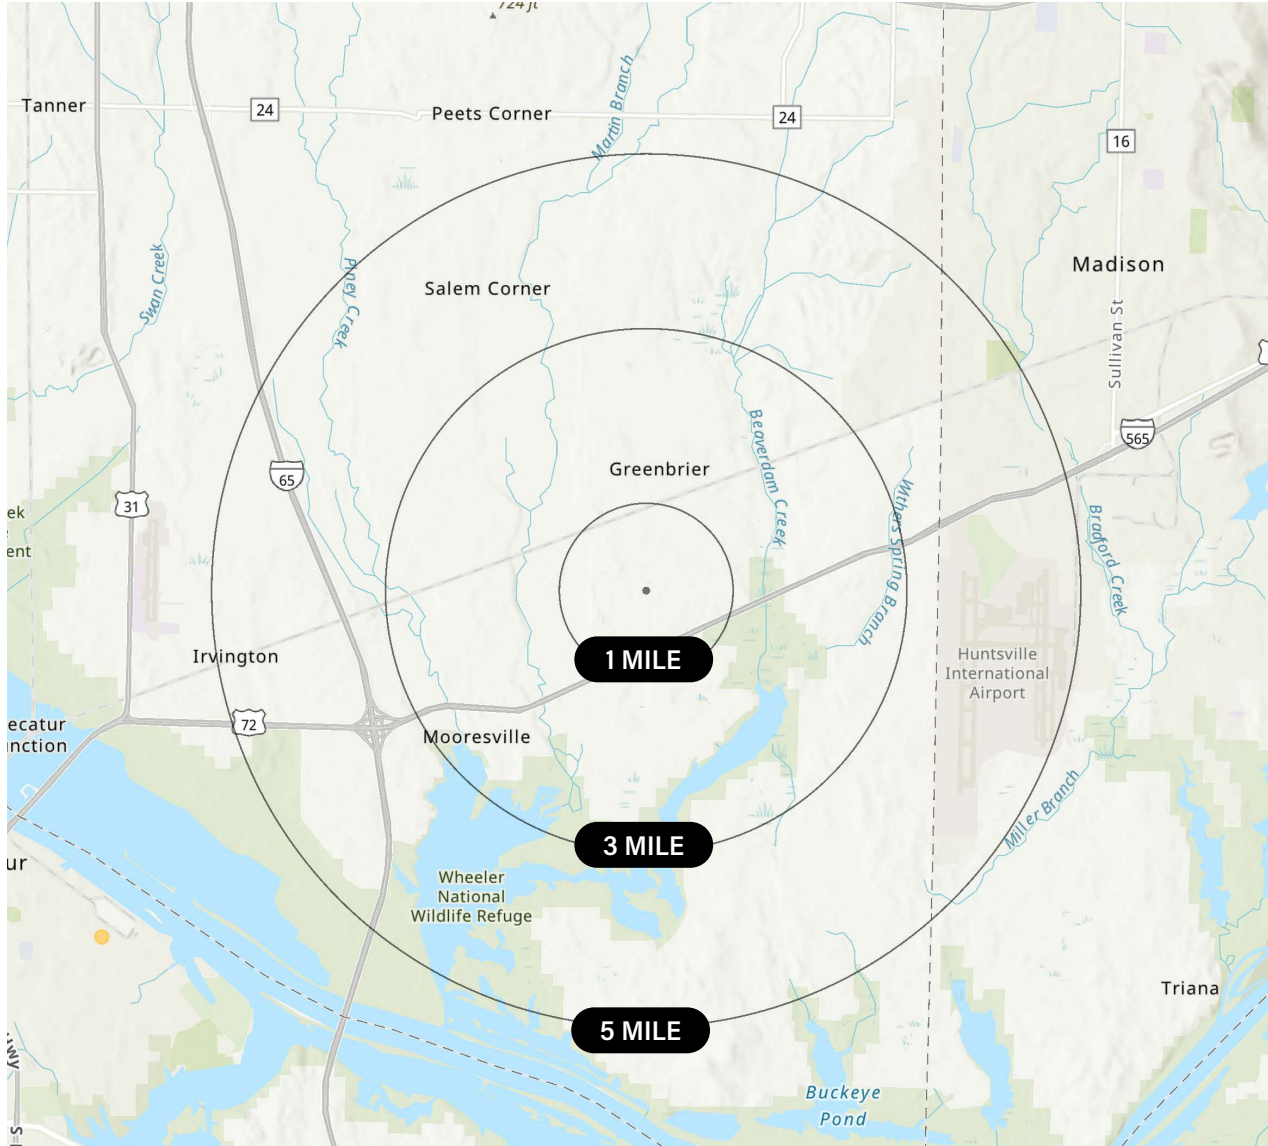 724 ft
Tanner
24
Peets Corner
Martin Branch
24
16
Swan Creek
Piney Creek
Salem Corner
Madison
Sullivan St
565
Greenbrier
65
31
Beaverdam Creek
Withers Spring Branch
Bradford Creek
ek
ent
1 MILE
Irvington
Huntsville
International
Airport
72
ecatur
unction
Mooresville
Miller Branch
3 MILE
ur
Wheeler
National
Wildlife Refuge
Triana
5 MILE
Buckeye
Pond